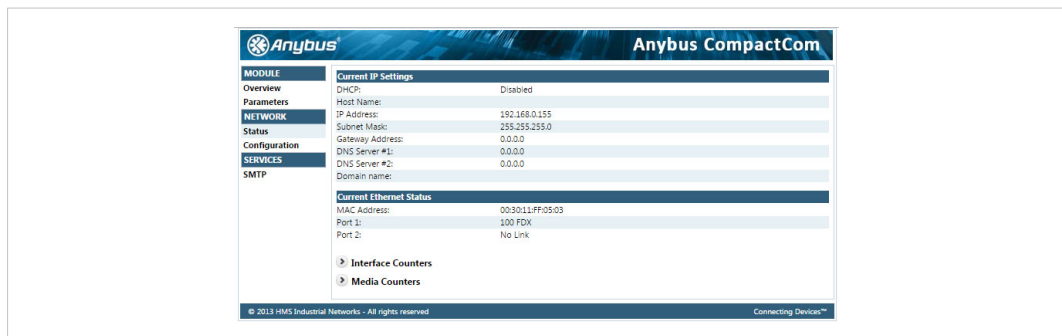 Anybus®
Anybus CompactCom
MODULE
Overview
Parameters
NETWORK
Status
Configuration
SERVICES
SMTP
Current IP Settings
DHCP: Disabled
Host Name:
IP Address: 192.168.0.155
Subnet Mask: 255.255.255.0
Gateway Address: 0.0.0.0
DNS Server #1: 0.0.0.0
DNS Server #2: 0.0.0.0
Domain name:
Current Ethernet Status
MAC Address: 00:30:11:FF:05:03
Port 1: 100 FDX
Port 2: No Link
Interface Counters
Media Counters
© 2013 HMS Industrial Networks - All rights reserved
Connecting Devices™